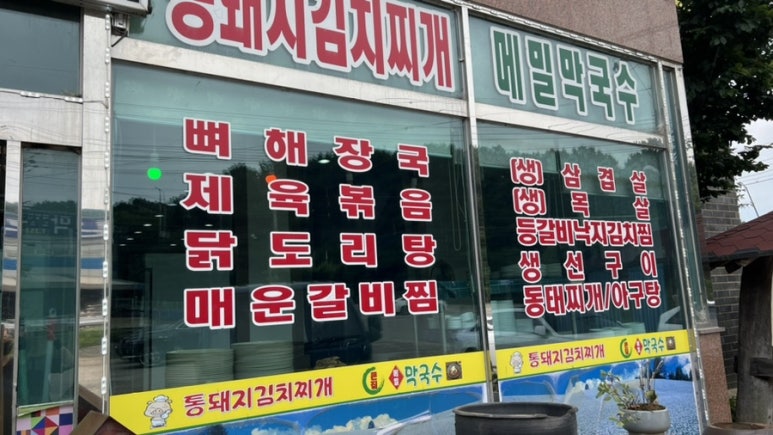 통돼지김치찌개
메밀막국수
뼈해장국
제육볶음
닭도리탕
매운갈비찜
(생)삼겹살
(생)목살
등갈비낙지김치찜
생선구이
동태찌개/아구탕
통돼지김치찌개
막국수
통돼지김치찌개
막국수